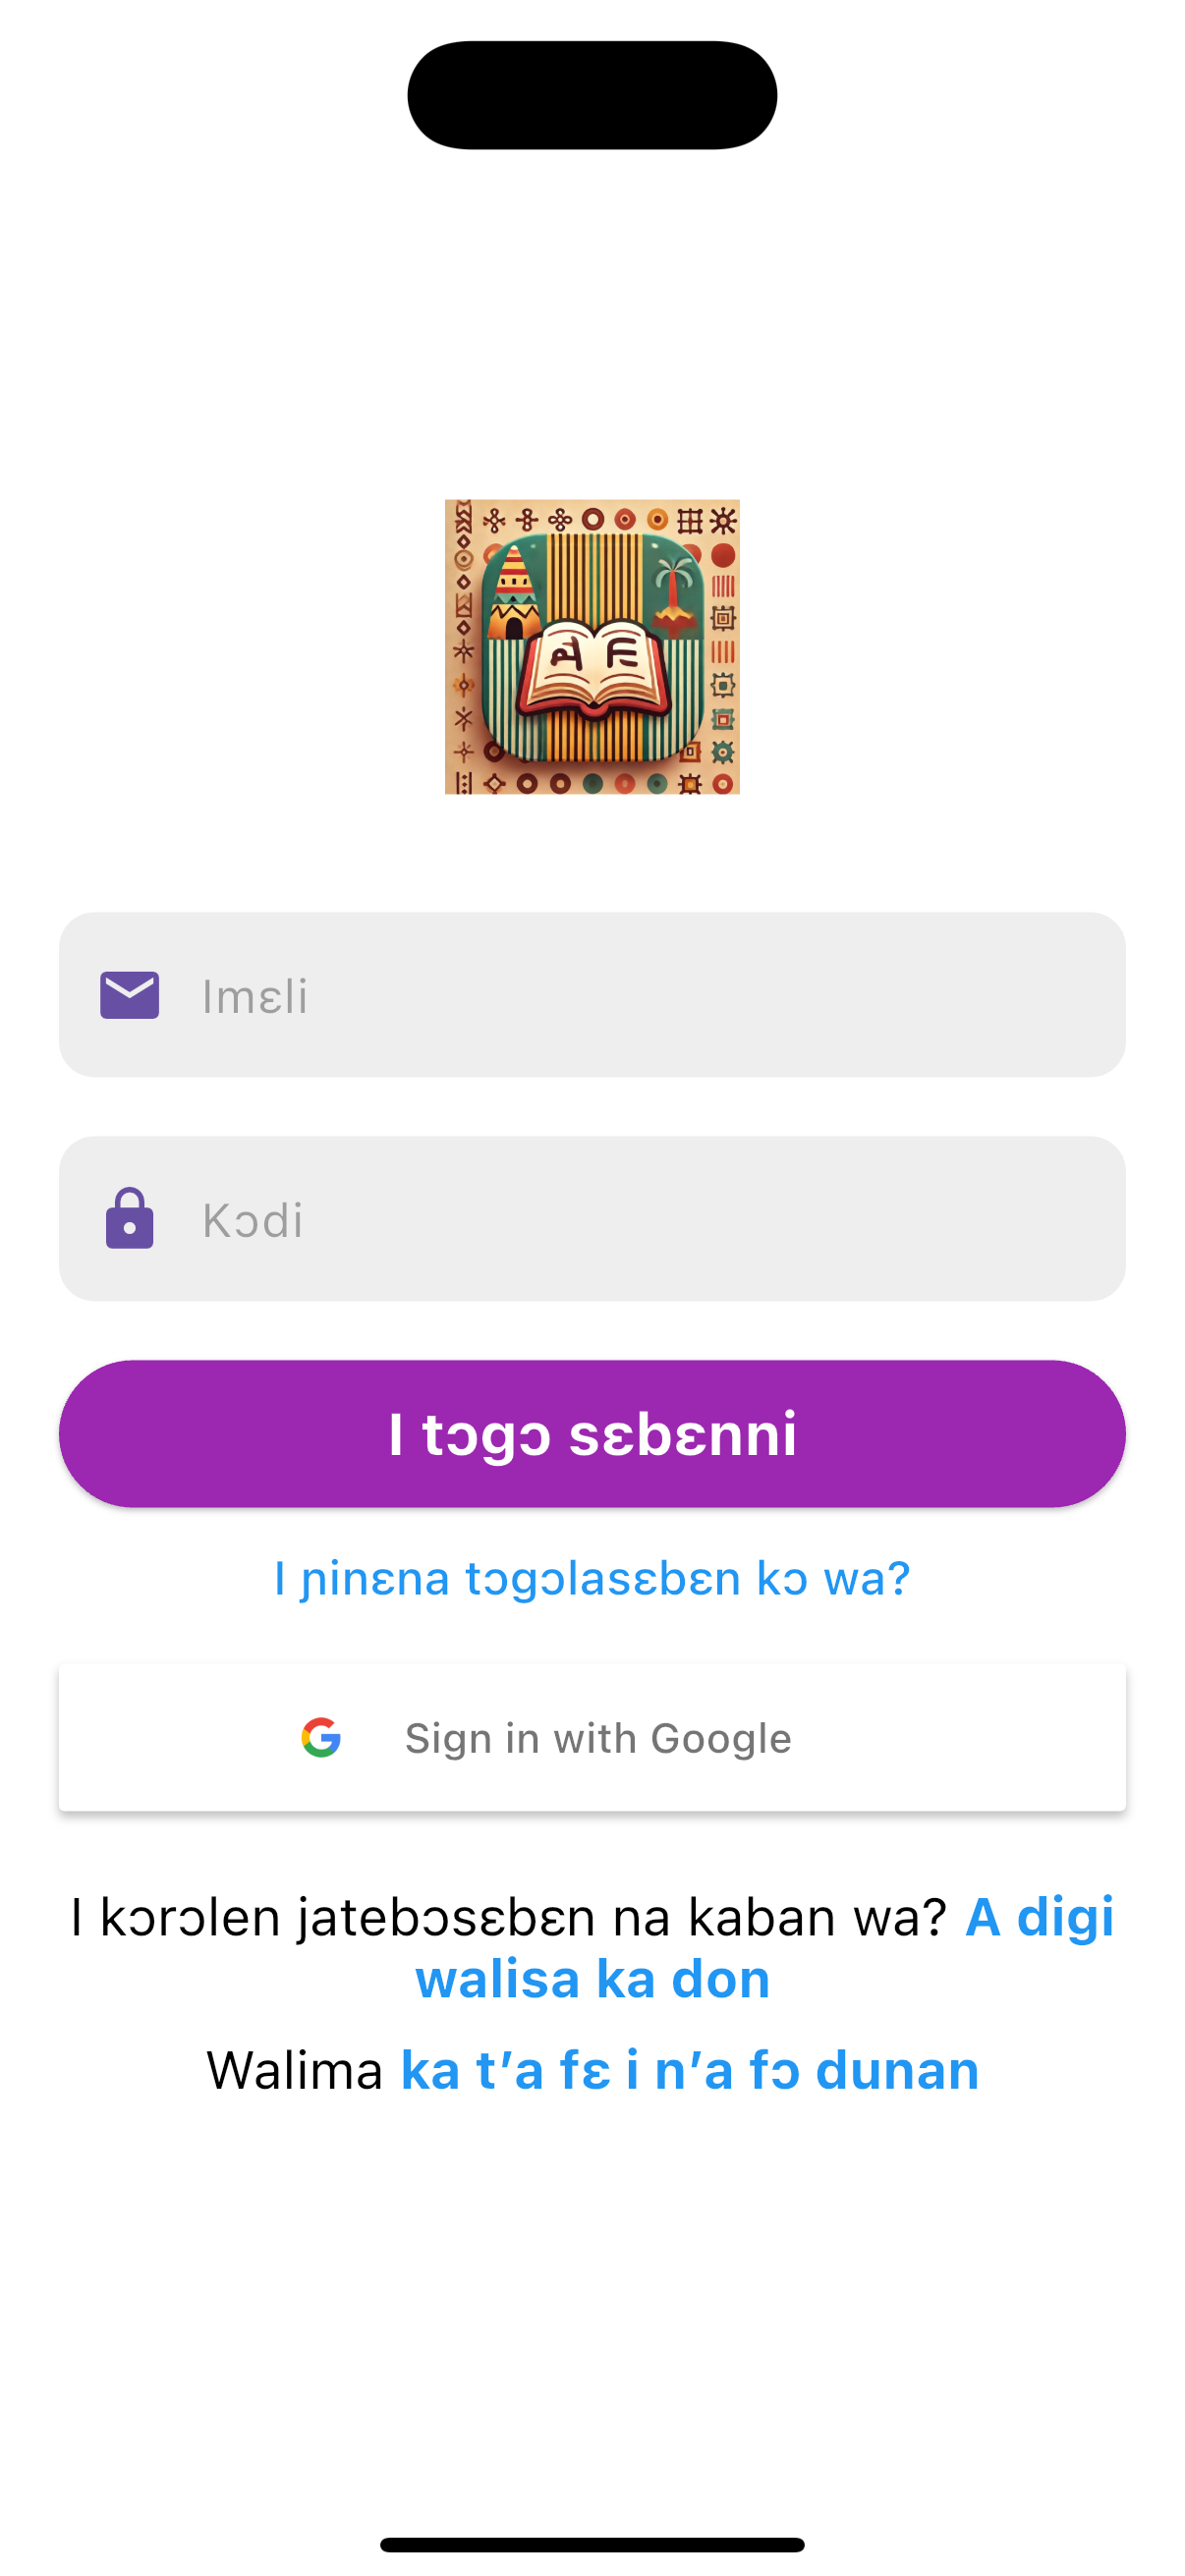 Imɛli
Kɔdi
I tɔgɔ sɛbɛnni
I ɲinɛna tɔgɔlasɛbɛn kɔ wa?
Sign in with Google
I kɔrɔlen jatebɔsɛbɛn na kaban wa? A digi
walisa ka don
Walima ka t’a fɛ i n’a fɔ dunan